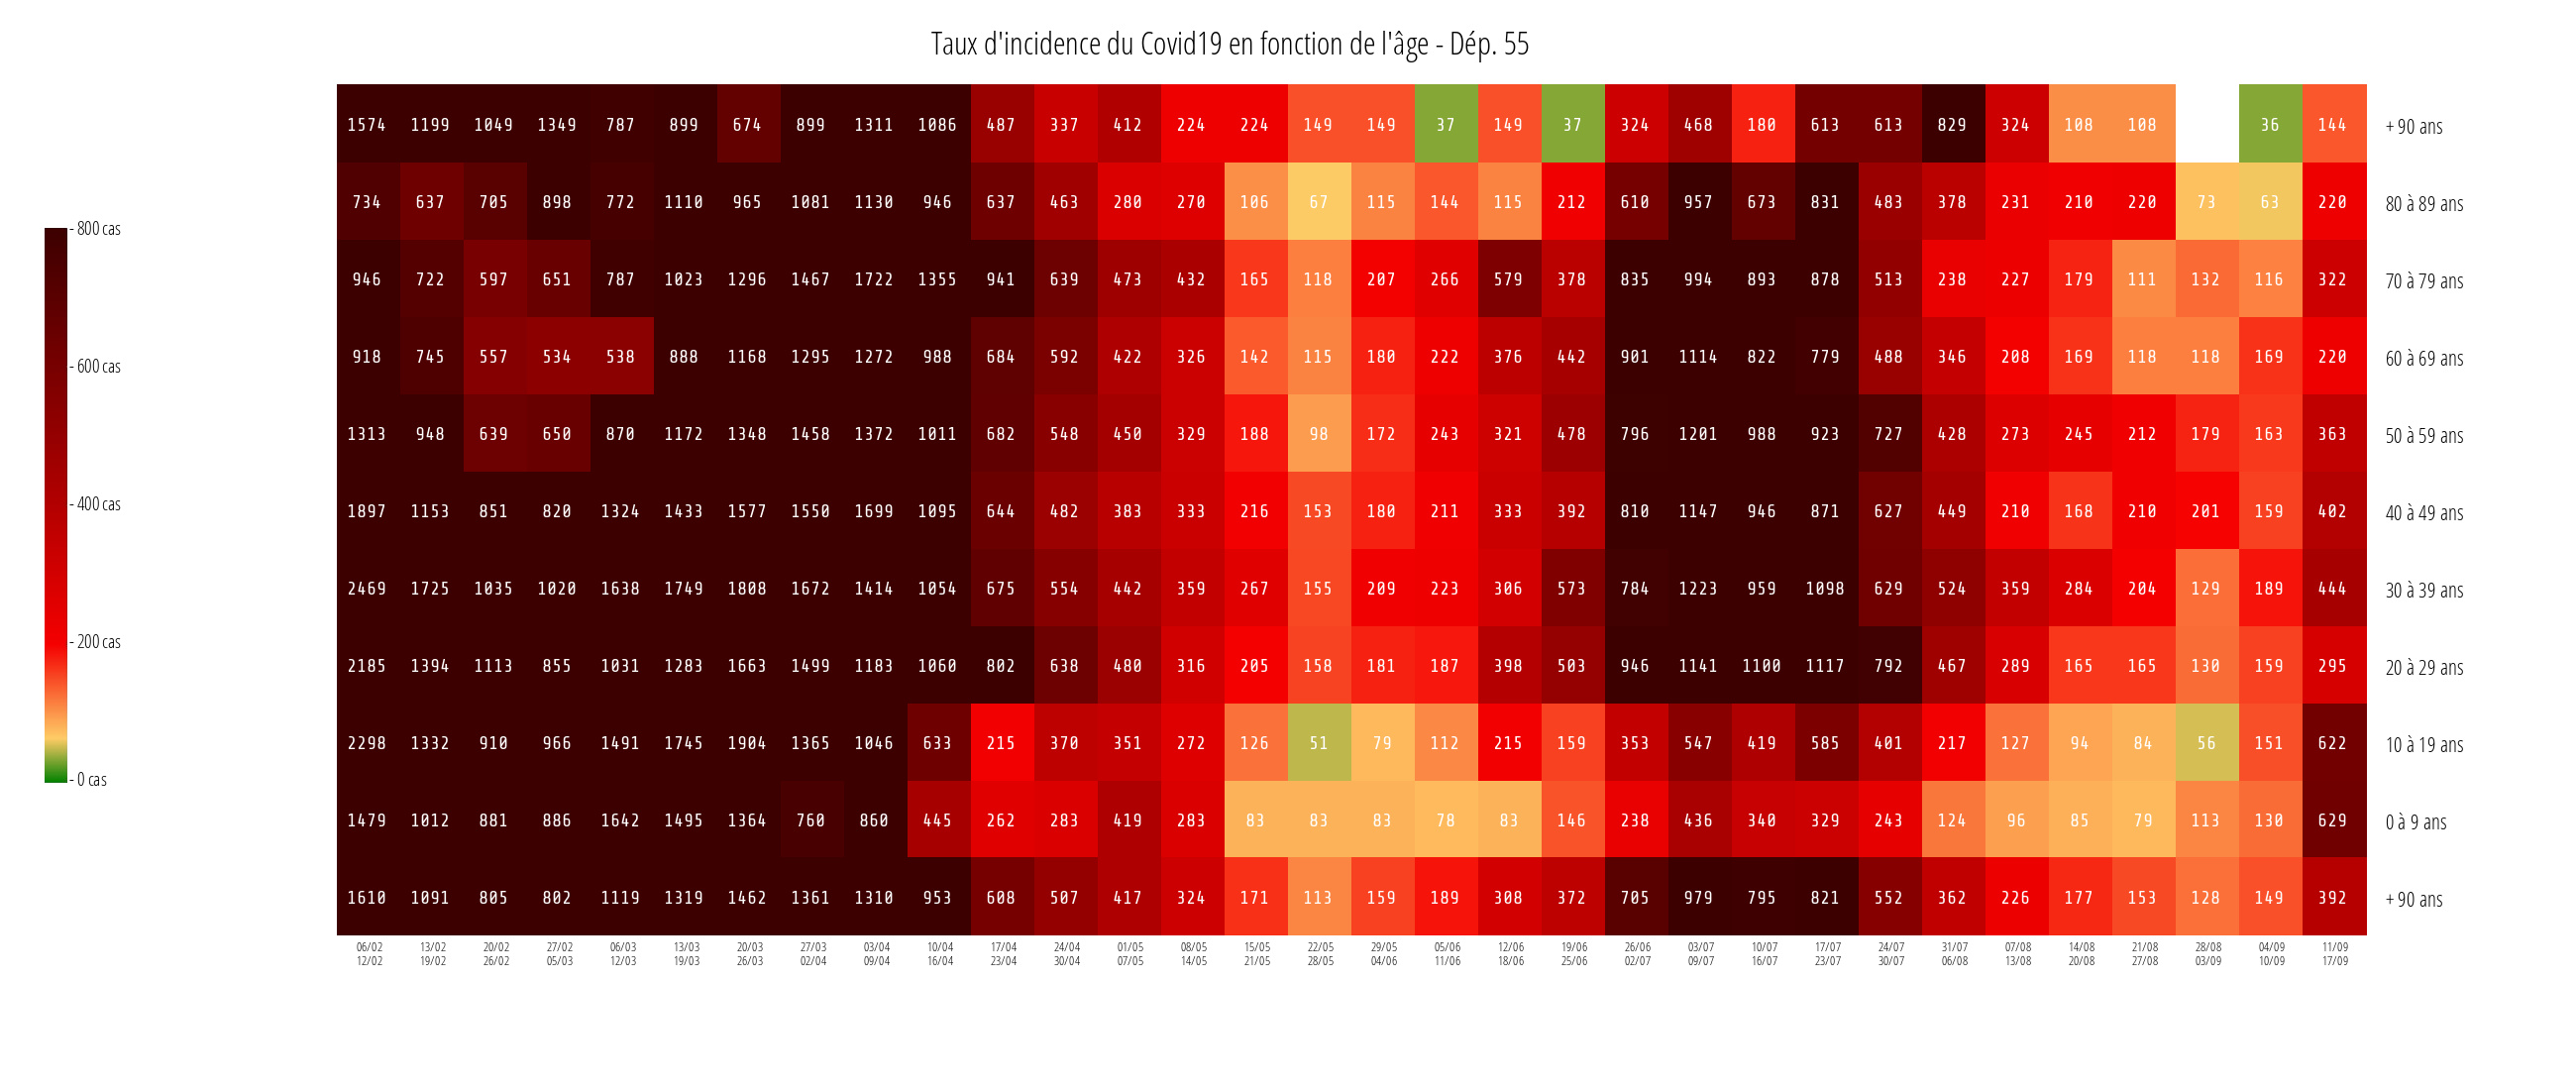 Taux d'incidence du Covid19 en fonction de l'âge - Dép. 55
1574 1199 1049 1349 787 899 674 899 1311 1086 487 337 412 224 224 149 149 37 149 37 324 468 180 613 613 829 324 108 108 36 144 + 90 ans
734 637 705 898 772 1110 965 1081 1130 946 637 463 280 270 106 67 115 144 115 212 610 957 673 831 483 378 231 210 220 73 63 220 80 à 89 ans
- 800 cas
946 722 597 651 787 1023 1296 1467 1722 1355 941 639 473 432 165 118 207 266 579 378 835 994 893 878 513 238 227 179 111 132 116 322 70 à 79 ans
918 745 557 534 538 888 1168 1295 1272 988 684 592 422 326 142 115 180 222 376 442 901 1114 822 779 488 346 208 169 118 118 169 220 60 à 69 ans
- 600 cas
1313 948 639 650 870 1172 1348 1458 1372 1011 682 548 450 329 188 98 172 243 321 478 796 1201 988 923 727 428 273 245 212 179 163 363 50 à 59 ans
- 400 cas
1897 1153 851 820 1324 1433 1577 1550 1699 1095 644 482 383 333 216 153 180 211 333 392 810 1147 946 871 627 449 210 168 210 201 159 402 40 à 49 ans
2469 1725 1035 1020 1638 1749 1808 1672 1414 1054 675 554 442 359 267 155 209 223 306 573 784 1223 959 1098 629 524 359 284 204 129 189 444 30 à 39 ans
- 200 cas
2185 1394 1113 855 1031 1283 1663 1499 1183 1060 802 638 480 316 205 158 181 187 398 503 946 1141 1100 1117 792 467 289 165 165 130 159 295 20 à 29 ans
2298 1332 910 966 1491 1745 1904 1365 1046 633 215 370 351 272 126 51 79 112 215 159 353 547 419 585 401 217 127 94 84 56 151 622 10 à 19 ans
- 0 cas
1479 1012 881 886 1642 1495 1364 760 860 445 262 283 419 283 83 83 83 78 83 146 238 436 340 329 243 124 96 85 79 113 130 629 0 à 9 ans
1610 1091 805 802 1119 1319 1462 1361 1310 953 608 507 417 324 171 113 159 189 308 372 705 979 795 821 552 362 226 177 153 128 149 392 + 90 ans
06/02 13/02 20/02 27/02 06/03 13/03 20/03 27/03 03/04 10/04 17/04 24/04 01/05 08/05 15/05 22/05 29/05 05/06 12/06 19/06 26/06 03/07 10/07 17/07 24/07 31/07 07/08 14/08 21/08 28/08 04/09 11/09
12/02 19/02 26/02 05/03 12/03 19/03 26/03 02/04 09/04 16/04 23/04 30/04 07/05 14/05 21/05 28/05 04/06 11/06 18/06 25/06 02/07 09/07 16/07 23/07 30/07 06/08 13/08 20/08 27/08 03/09 10/09 17/09